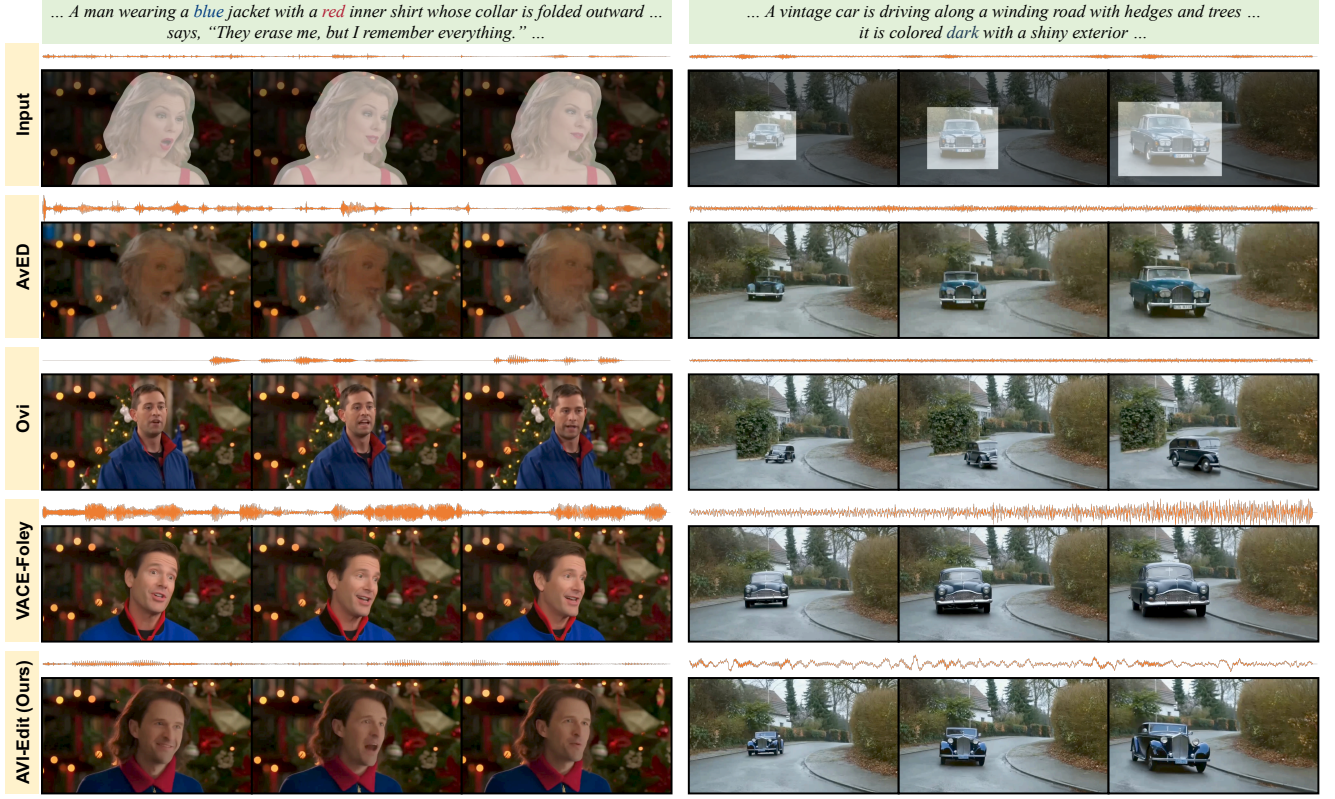 ... A man wearing a blue jacket with a red inner shirt whose collar is folded outward ...
says, “They erase me, but I remember everything.” ...
... A vintage car is driving along a winding road with hedges and trees ...
it is colored dark with a shiny exterior ...
Input
AvED
Ovi
VACE-Foley
AVI-Edit (Ours)